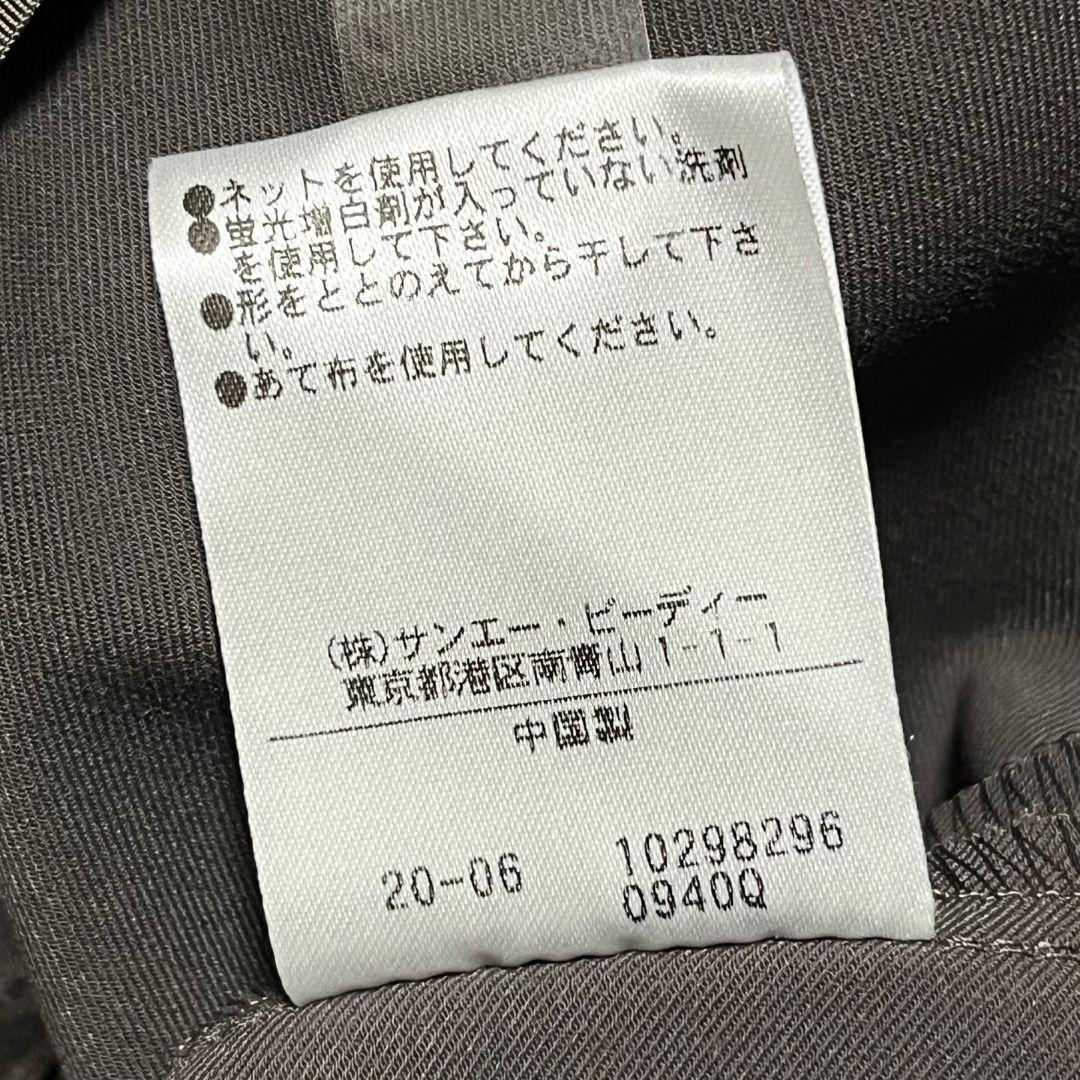 ●ネットを使用してください。
●蛍光増白剤が入っていない洗剤
を使用して下さい。
●形をととのえてから干して下さ
い。
●あて布を使用してください。
(株)サンエー・ビーディー
東京都港区南青山1-1-1
中国製
20-06 10298296
0940Q